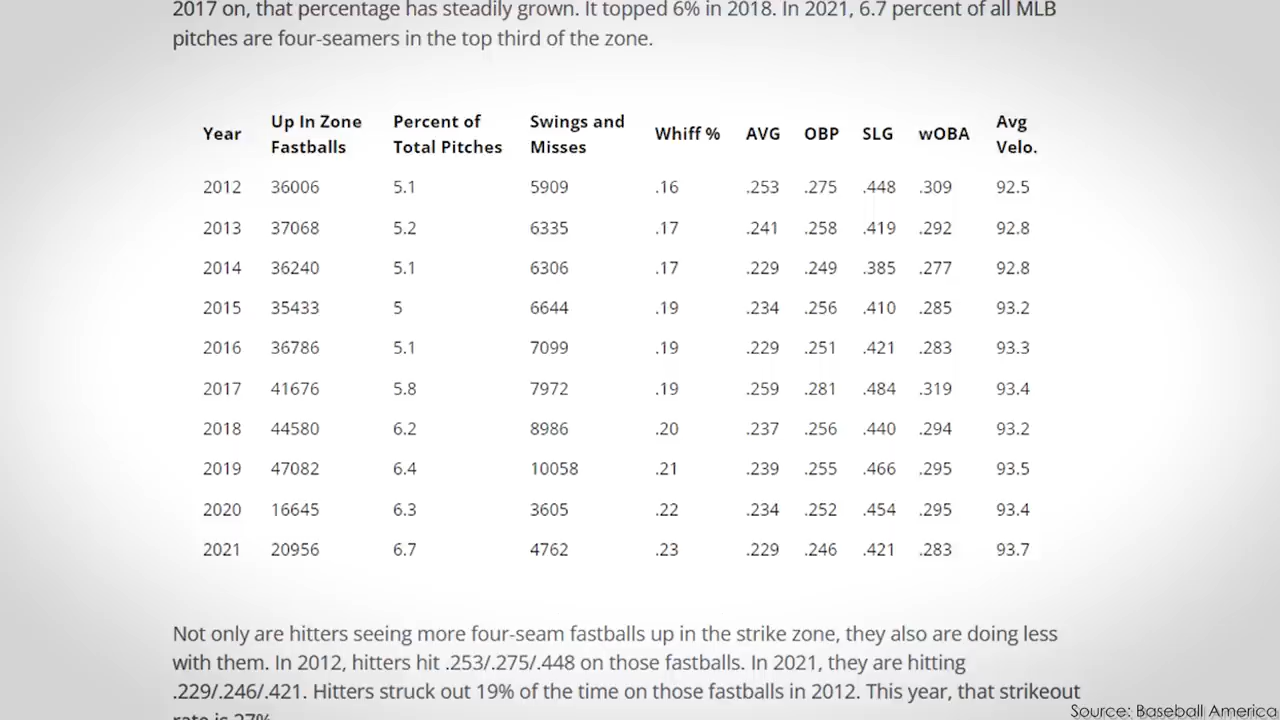 2017 on, that percentage has steadily grown. It topped 6% in 2018. In 2021, 6.7 percent of all MLB
pitches are four-seamers in the top third of the zone.
Year Up In Zone Fastballs Percent of Total Pitches Swings and Misses Whiff % AVG OBP SLG wOBA Avg Velo.
2012 36006 5.1 5909 .16 .253 .275 .448 .309 92.5
2013 37068 5.2 6335 .17 .241 .258 .419 .292 92.8
2014 36240 5.1 6306 .17 .229 .249 .385 .277 92.8
2015 35433 5 6644 .19 .234 .256 .410 .285 93.2
2016 36786 5.1 7099 .19 .229 .251 .421 .283 93.3
2017 41676 5.8 7972 .19 .259 .281 .484 .319 93.4
2018 44580 6.2 8986 .20 .237 .256 .440 .294 93.2
2019 47082 6.4 10058 .21 .239 .255 .466 .295 93.5
2020 16645 6.3 3605 .22 .234 .252 .454 .295 93.4
2021 20956 6.7 4762 .23 .229 .246 .421 .283 93.7
Not only are hitters seeing more four-seam fastballs up in the strike zone, they also are doing less
with them. In 2012, hitters hit .253/.275/.448 on those fastballs. In 2021, they are hitting
.229/.246/.421. Hitters struck out 19% of the time on those fastballs in 2012. This year, that strikeout
rate is 27%.
Source: Baseball America